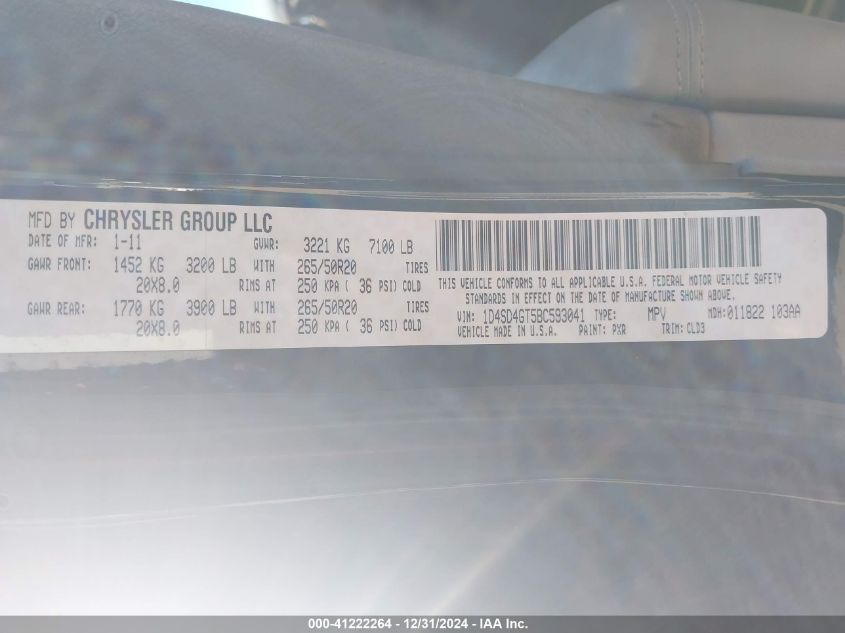 MFD BY CHRYSLER GROUP LLC
DATE OF MFR: 1-11 GVWR: 3221 KG 7100 LB
GAWR FRONT: 1452 KG 3200 LB WITH 265/50R20 TIRES
20X8.0 RIMS AT 250 KPA ( 36 PSI) COLD
GAWR REAR: 1770 KG 3900 LB WITH 265/50R20 TIRES
20X8.0 RIMS AT 250 KPA ( 36 PSI) COLD
THIS VEHICLE CONFORMS TO ALL APPLICABLE U.S.A. FEDERAL MOTOR VEHICLE SAFETY
STANDARDS IN EFFECT ON THE DATE OF MANUFACTURE SHOWN ABOVE.
VIN: 1D4SD4GT5BC593041 TYPE: MPV MDH: 011822 103AA
VEHICLE MADE IN U.S.A. PAINT: PXR TRIM: CLD3
000-41222264 - 12/31/2024 - IAA Inc.